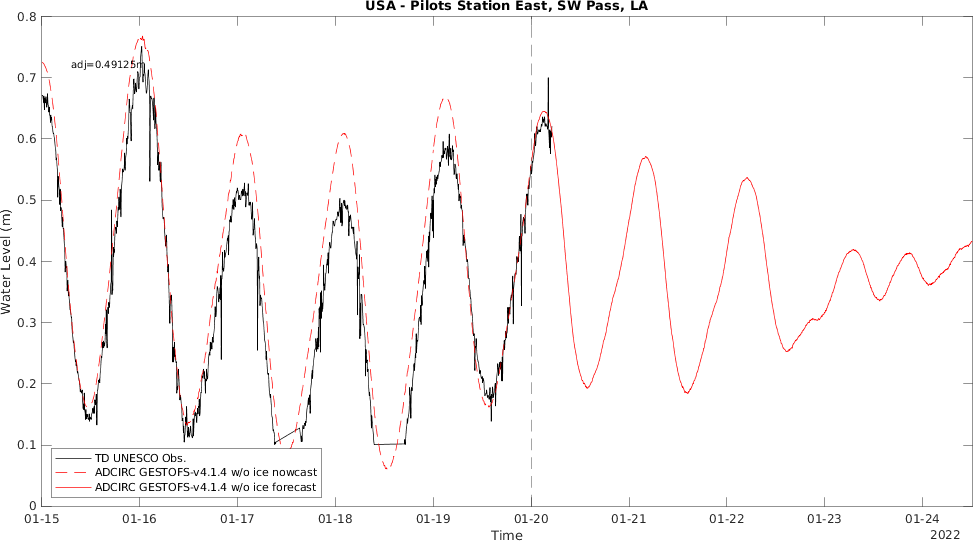 USA - Pilots Station East, SW Pass, LA
0.8
adj=0.49125m
0.7
0.6
0.5
0.4
0.3
0.2
0.1
0
Water Level (m)
TD UNESCO Obs.
ADCIRC GESTOFS-v4.1.4 w/o ice nowcast
ADCIRC GESTOFS-v4.1.4 w/o ice forecast
01-15 01-16 01-17 01-18 01-19 01-20 01-21 01-22 01-23 01-24
Time
2022